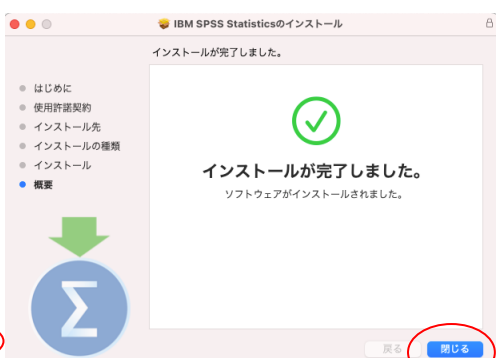 IBM SPSS Statisticsのインストール
インストールが完了しました。
はじめに
使用許諾契約
インストール先
インストールの種類
インストール
概要
インストールが完了しました。
ソフトウェアがインストールされました。
Σ
戻る
閉じる